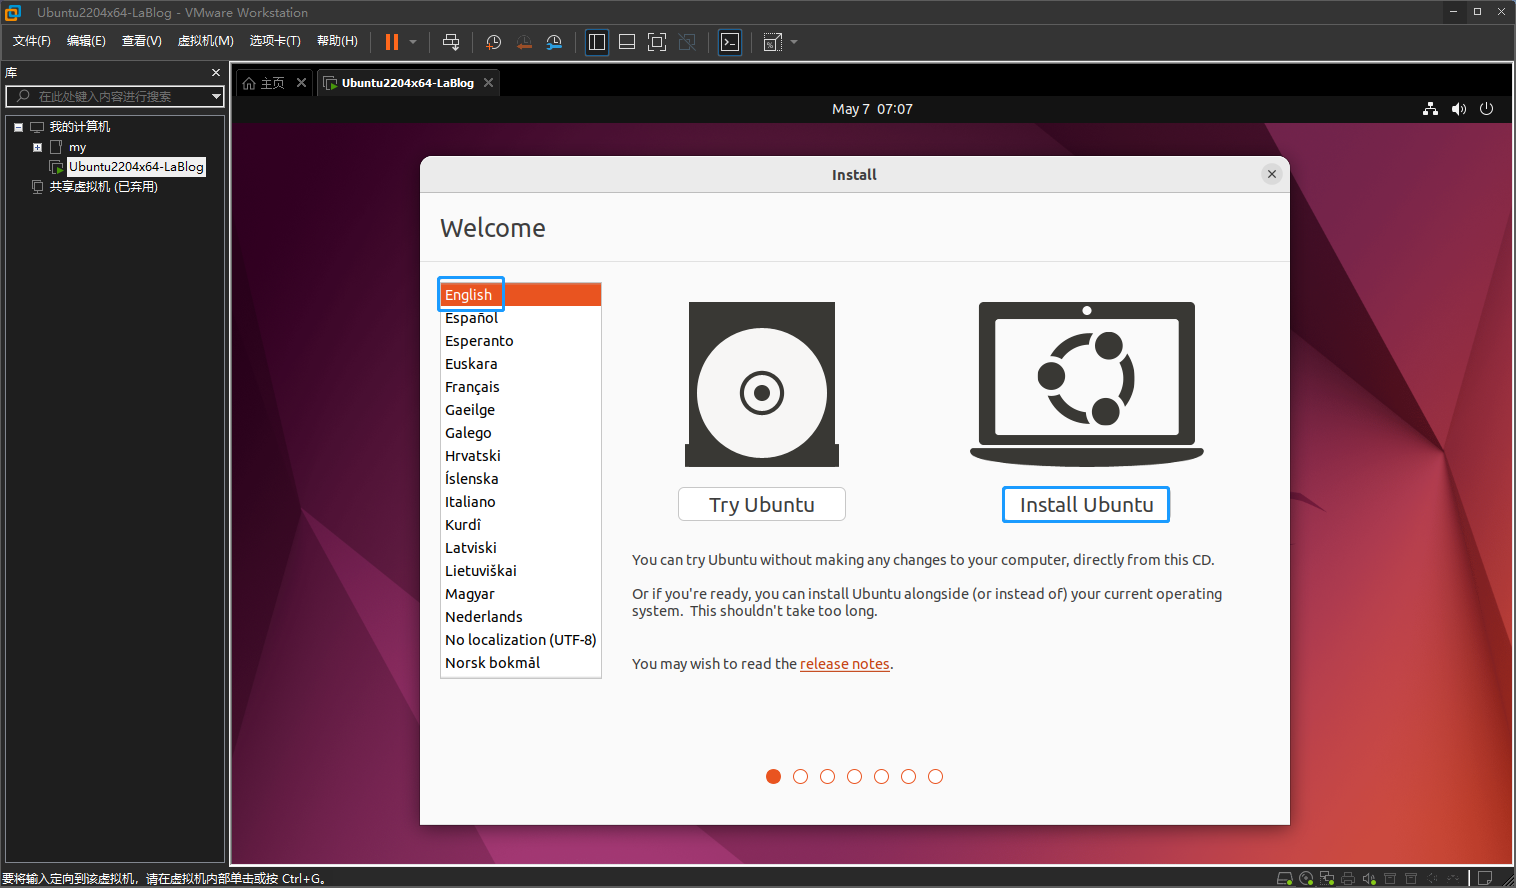 Ubuntu2204x64-LaBlog - VMware Workstation
文件(F) 编辑(E) 查看(V) 虚拟机(M) 选项卡(T) 帮助(H)
库
在此处键入内容进行搜索
我的计算机
my
Ubuntu2204x64-LaBlog
共享虚拟机 (已弃用)
主页 Ubuntu2204x64-LaBlog
May 7 07:07
Install
Welcome
English
Español
Esperanto
Euskara
Français
Gaeilge
Galego
Hrvatski
Íslenska
Italiano
Kurdî
Latviski
Lietuviškai
Magyar
Nederlands
No localization (UTF-8)
Norsk bokmål
Try Ubuntu
Install Ubuntu
You can try Ubuntu without making any changes to your computer, directly from this CD.
Or if you're ready, you can install Ubuntu alongside (or instead of) your current operating
system. This shouldn't take too long.
You may wish to read the release notes.
要将输入定向到该虚拟机，请在虚拟机内部单击或按 Ctrl+G。